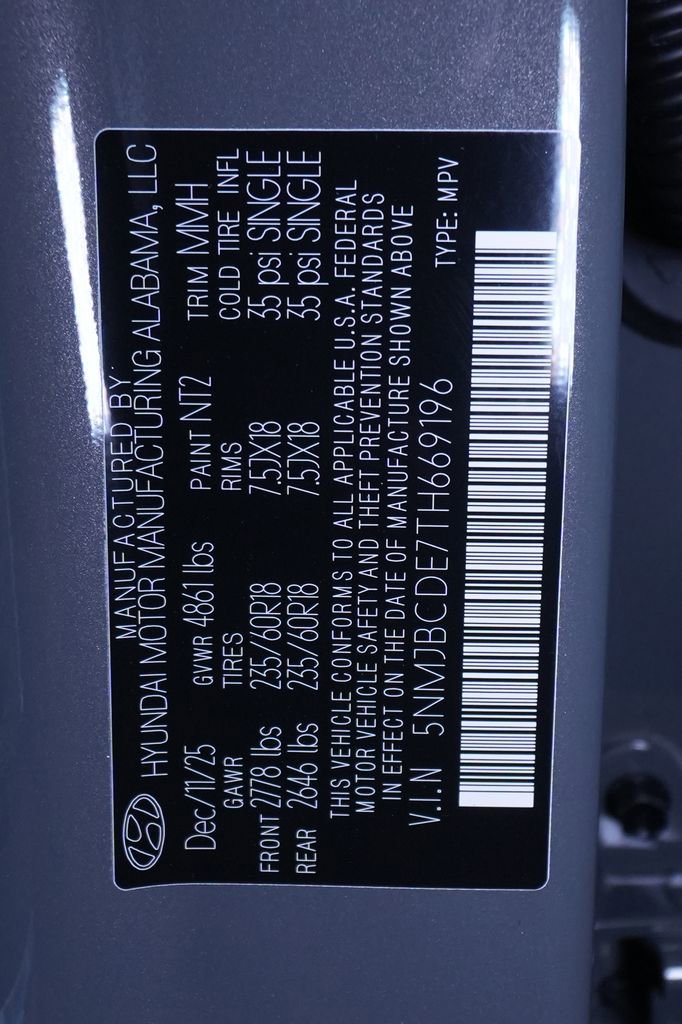 MANUFACTURED BY
HYUNDAI MOTOR MANUFACTURING ALABAMA, LLC
Dec/11/25 GVWR 4861 lbs PAINT NT2 TRIM MMH
GAWR TIRES RIMS COLD TIRE INFL
FRONT 2778 lbs 235/60R18 7.5JX18 35 psi SINGLE
REAR 2646 lbs 235/60R18 7.5JX18 35 psi SINGLE
THIS VEHICLE CONFORMS TO ALL APPLICABLE U.S.A. FEDERAL
MOTOR VEHICLE SAFETY AND THEFT PREVENTION STANDARDS
IN EFFECT ON THE DATE OF MANUFACTURE SHOWN ABOVE
V.I.N 5NMJBCDE7TH669196 TYPE: MPV